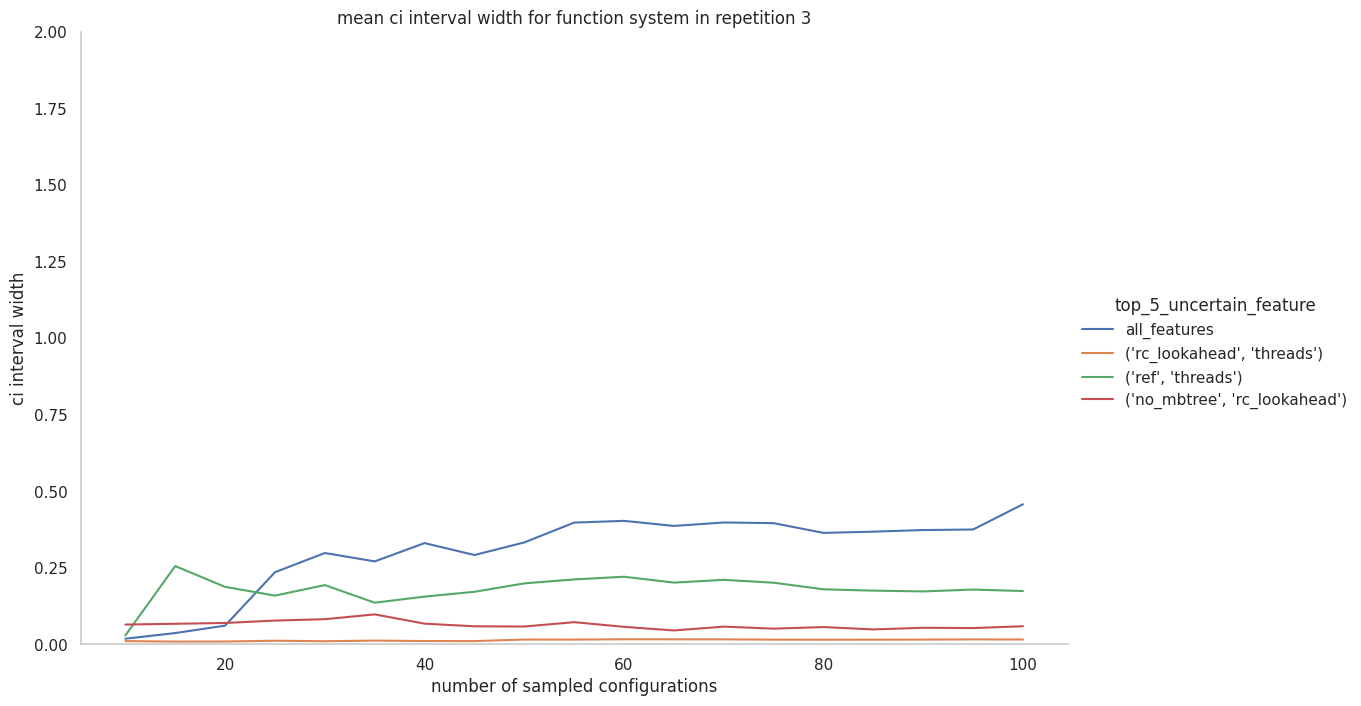 mean ci interval width for function system in repetition 3
2.00
1.75
1.50
1.25
1.00
0.75
0.50
0.25
0.00
ci interval width
20
40
60
80
100
number of sampled configurations
top_5_uncertain_feature
all_features
('rc_lookahead', 'threads')
('ref', 'threads')
('no_mbtree', 'rc_lookahead')